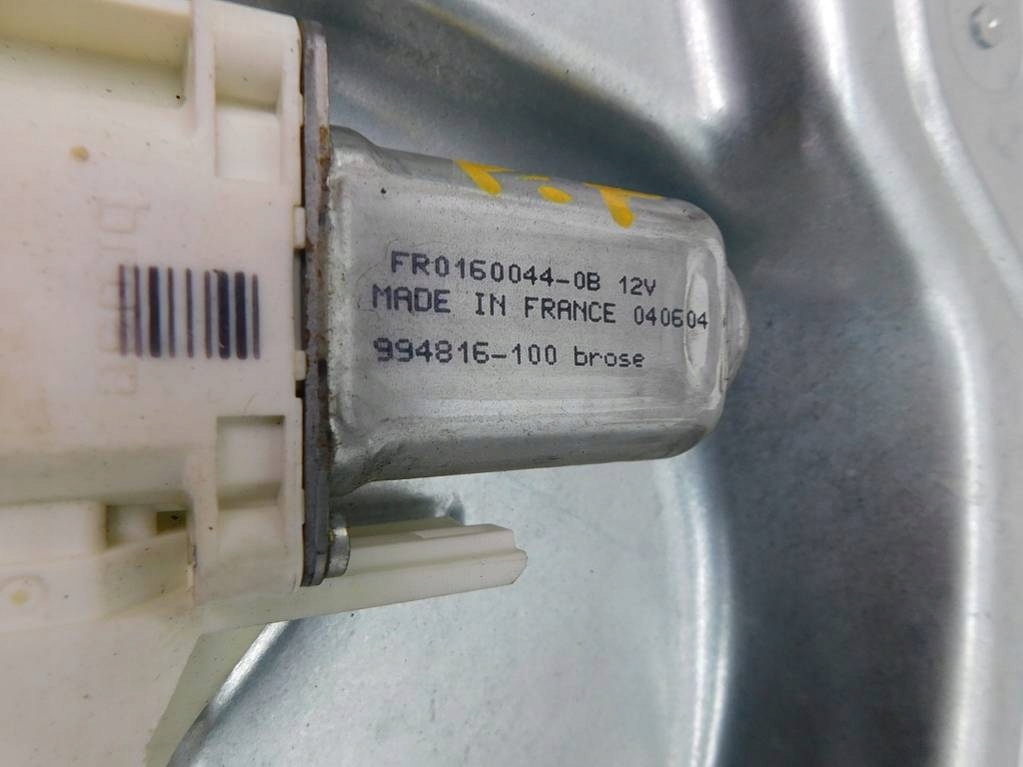 FR0160044-0B 12V
MADE IN FRANCE 040604
994816-100 brose